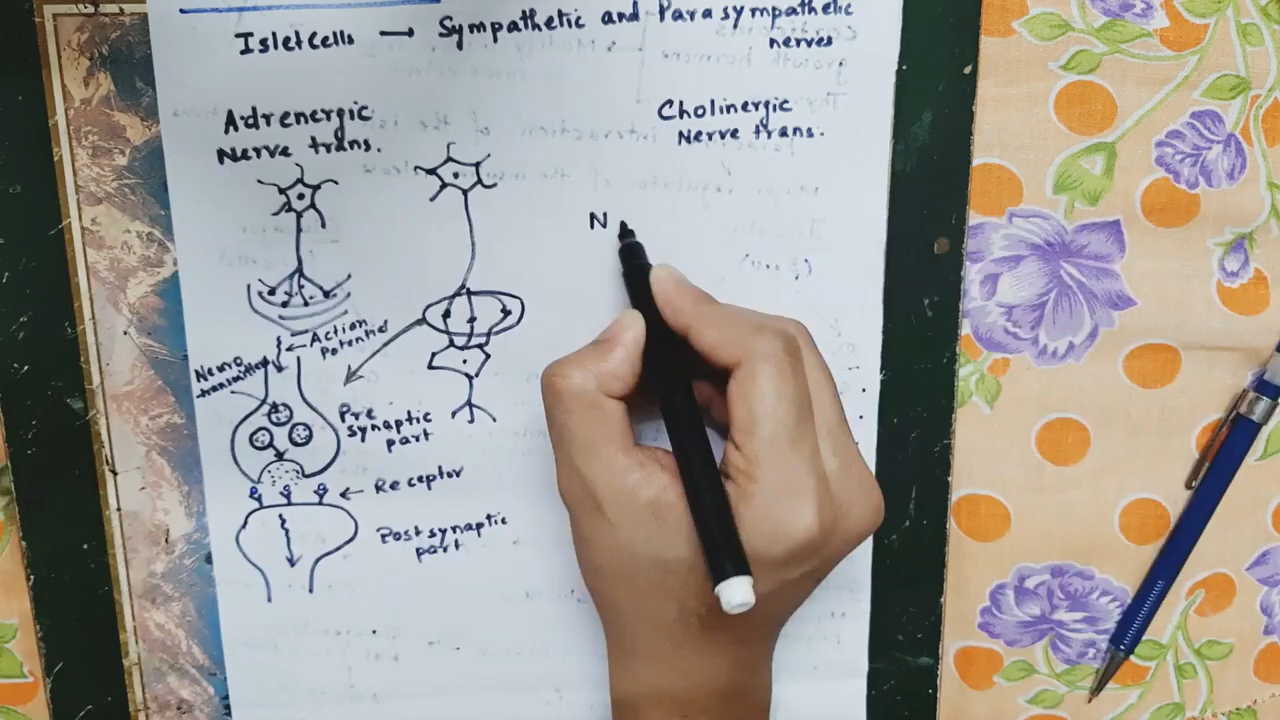 Islet Cells → Sympathetic and Parasympathetic
nerves
Adrenergic
Nerve trans.
Cholinergic
Nerve trans.
N
← Action
Potential
Neuro
transmitter
Pre
synaptic
part
← Receptor
Post synaptic
part